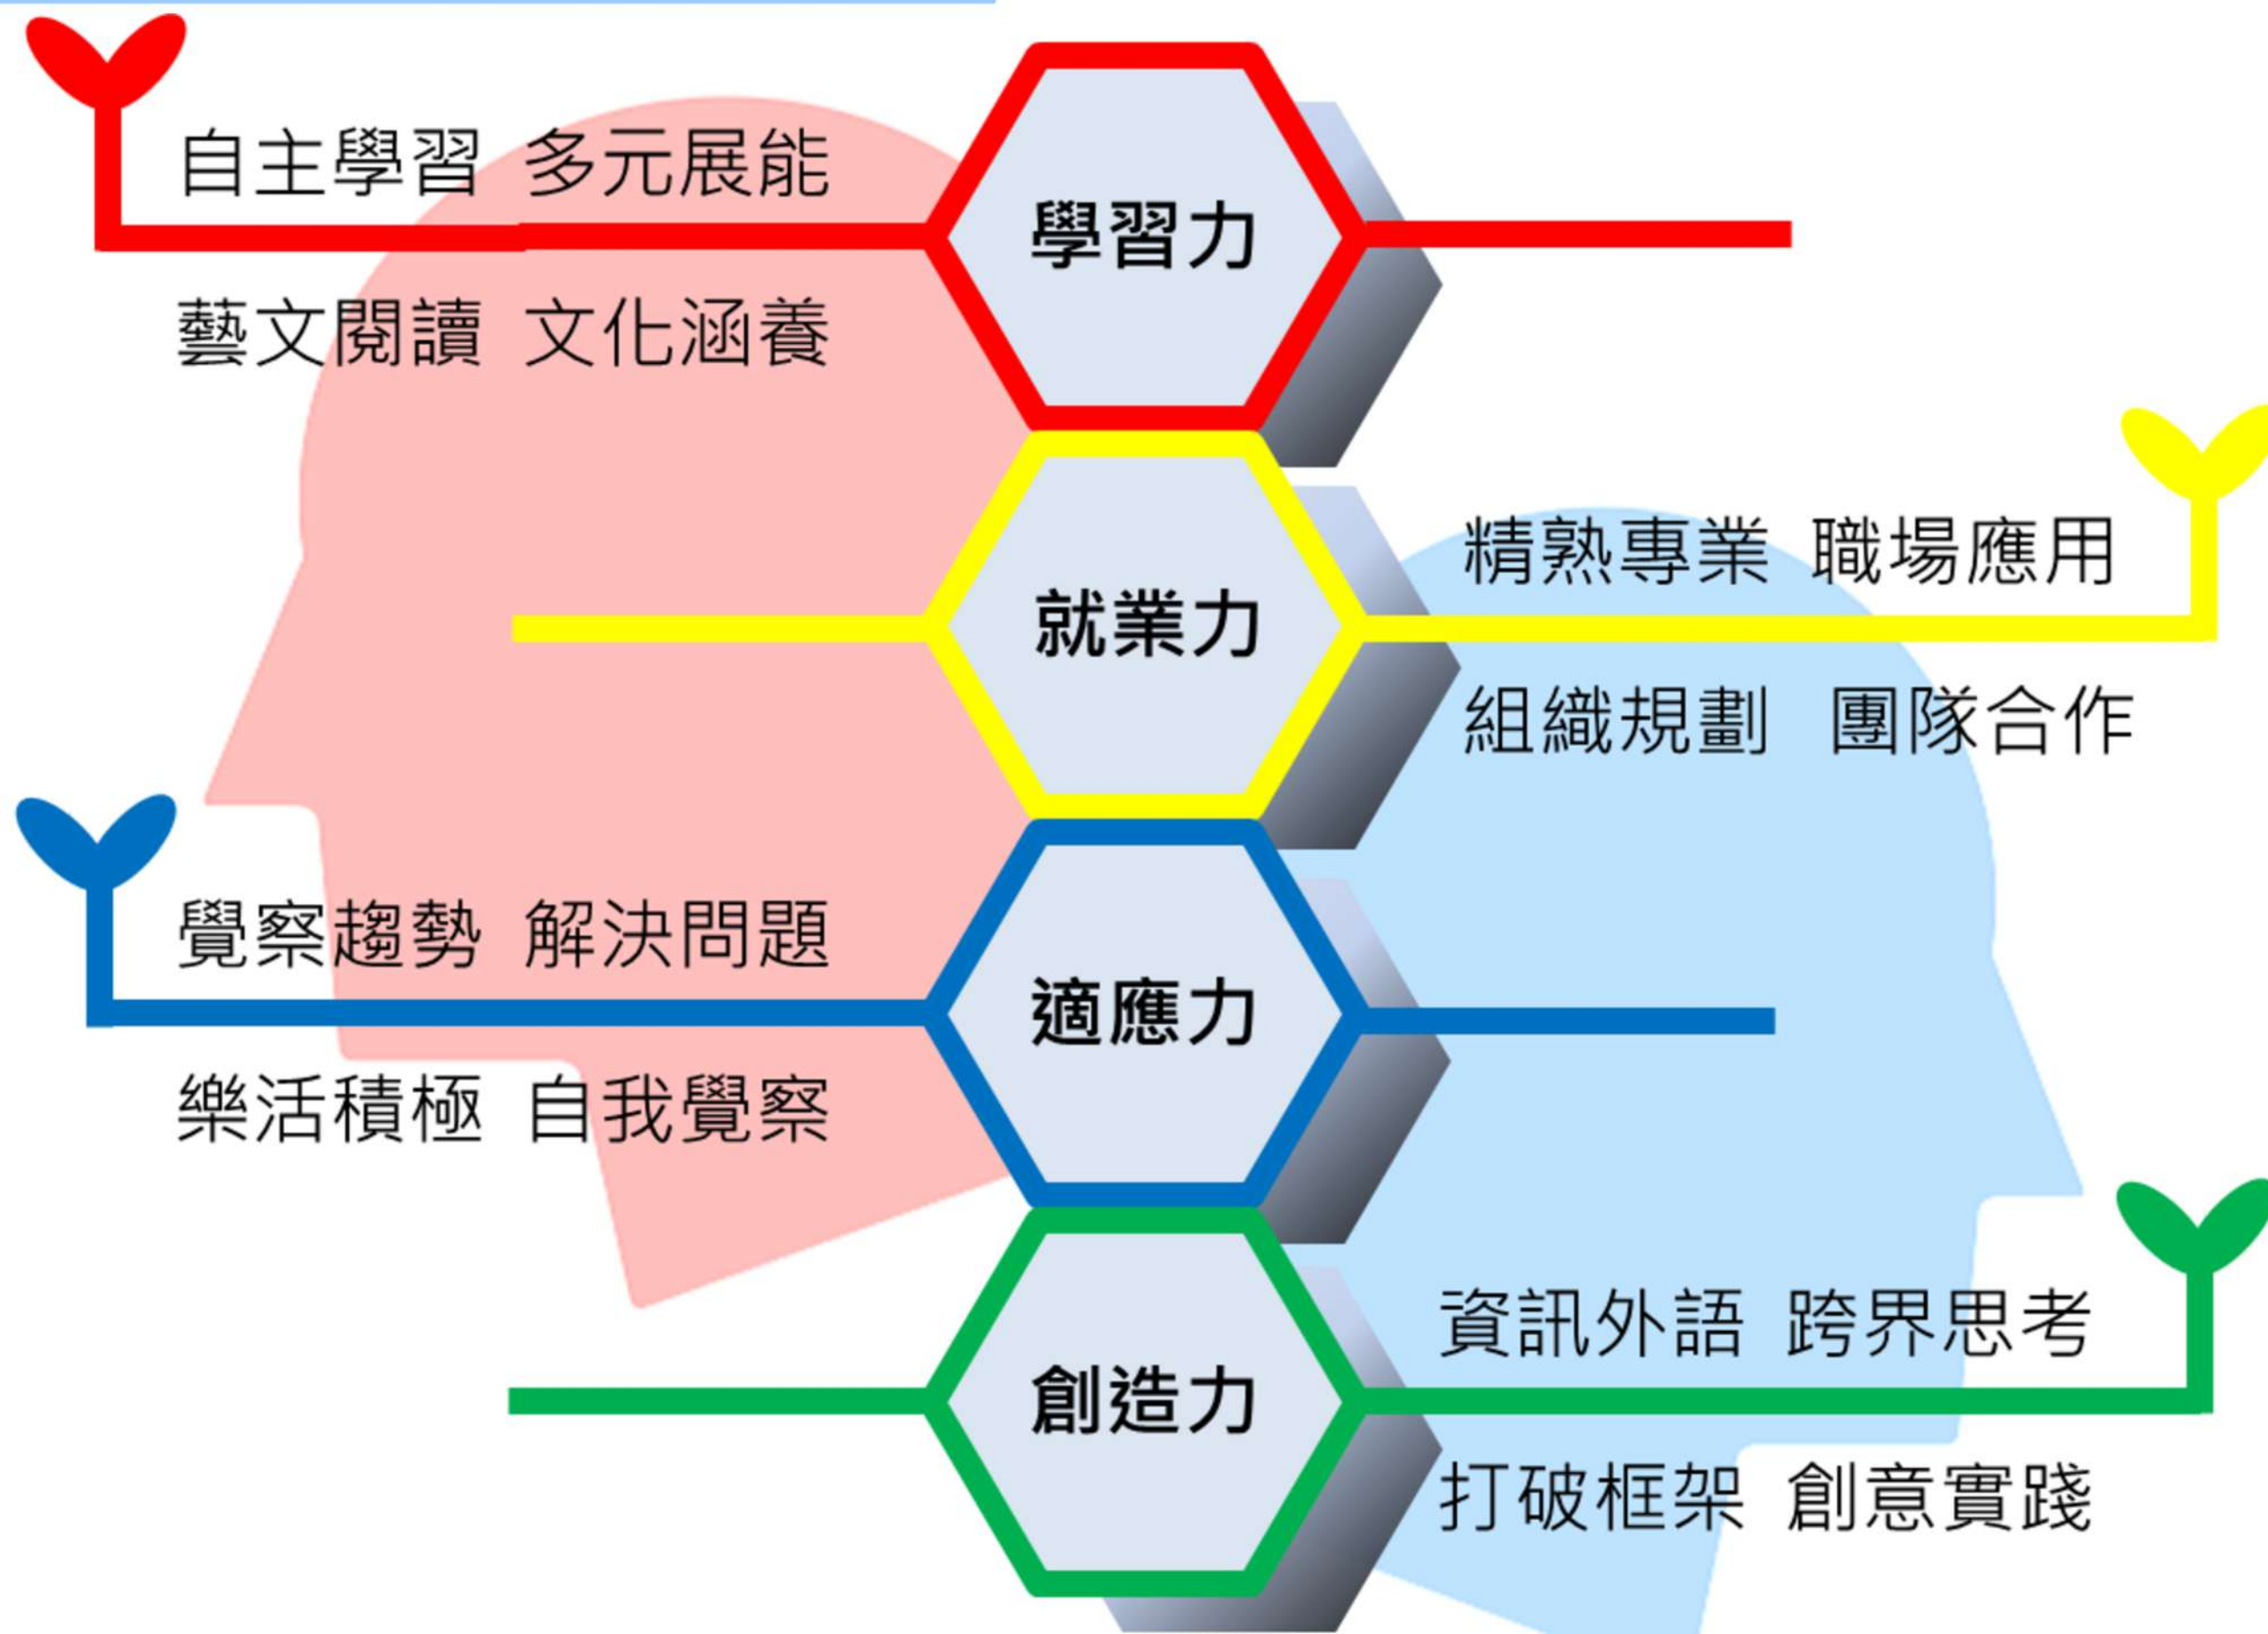 自主學習 多元展能
學習力
藝文閱讀 文化涵養
精熟專業 職場應用
就業力
組織規劃 團隊合作
覺察趨勢 解決問題
適應力
樂活積極 自我覺察
資訊外語 跨界思考
創造力
打破框架 創意實踐